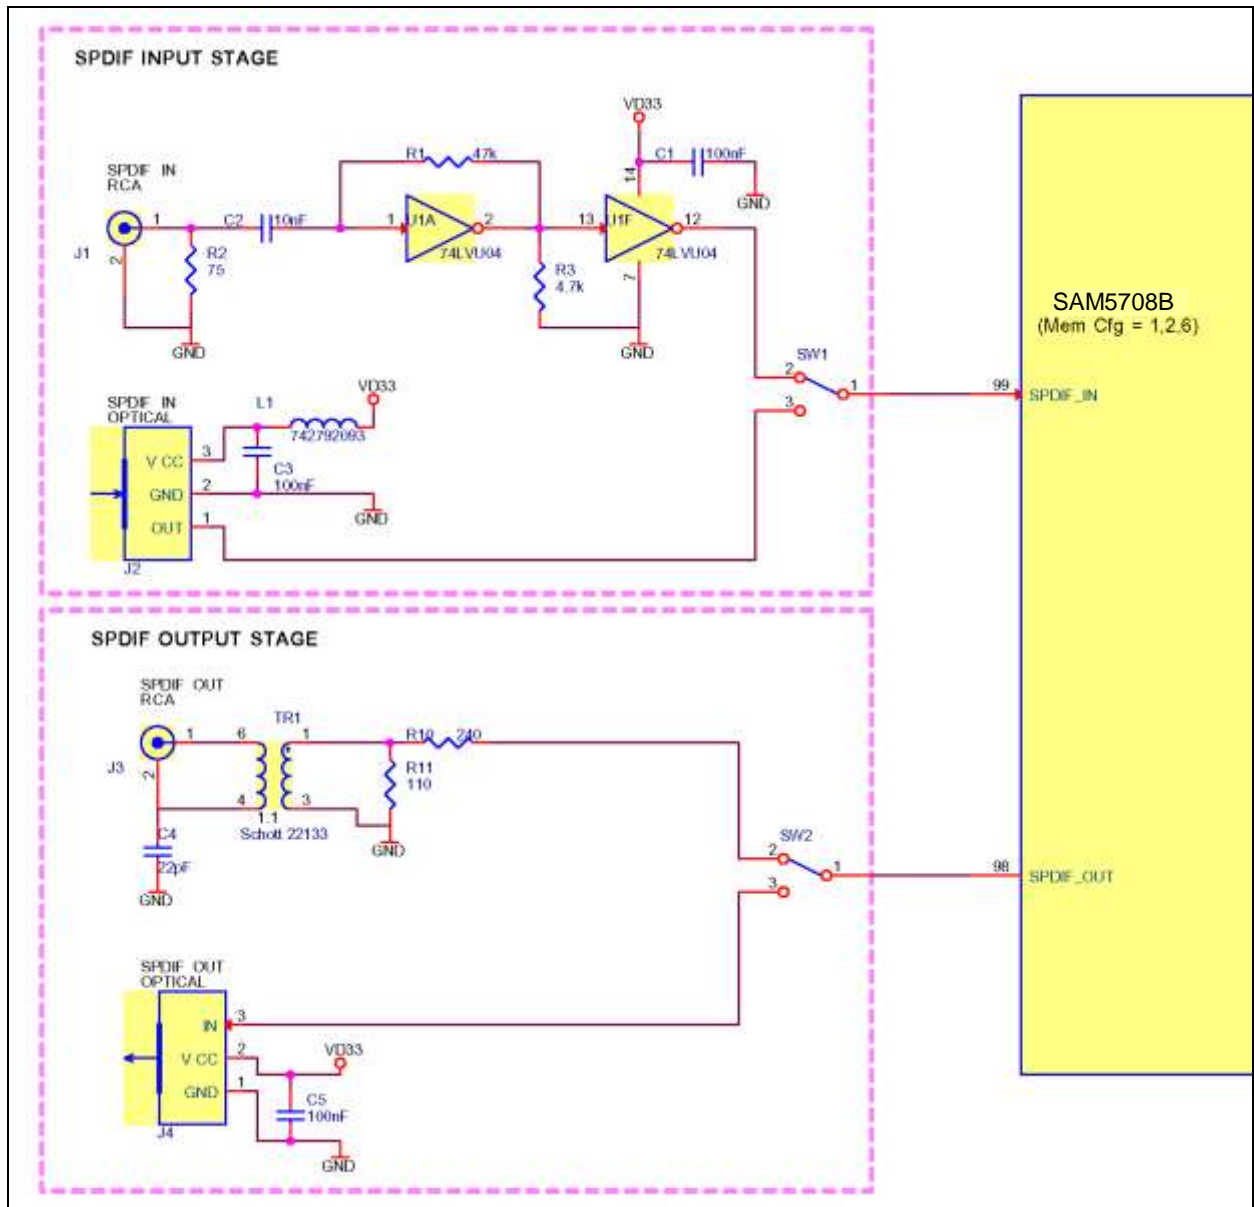 SPDIF INPUT STAGE
SPDIF IN
RCA
J1
1
2
R2
75
GND
C2 10nF
R1 47k
1 U1A 2
74LVU04
R3
4.7k
VD33
C1 100nF
GND
14
13 U1F 12
74LVU04
7
GND
SPDIF IN
OPTICAL
L1
VD33
742792093
V CC 3
C3
100nF
GND 2
GND
OUT 1
J2
SW1
2
1
3
SAM5708B
(Mem Cfg = 1,2,6)
99 SPDIF_IN
SPDIF OUTPUT STAGE
SPDIF OUT
RCA
J3
1
2
TR1
6 1
4 3
1.1
Schott 22133
C4
22pF
GND
R10 240
R11
110
GND
SW2
2
1
3
98 SPDIF_OUT
SPDIF OUT
OPTICAL
IN 3
V CC 2
GND 1
J4
VD33
C5
100nF
GND